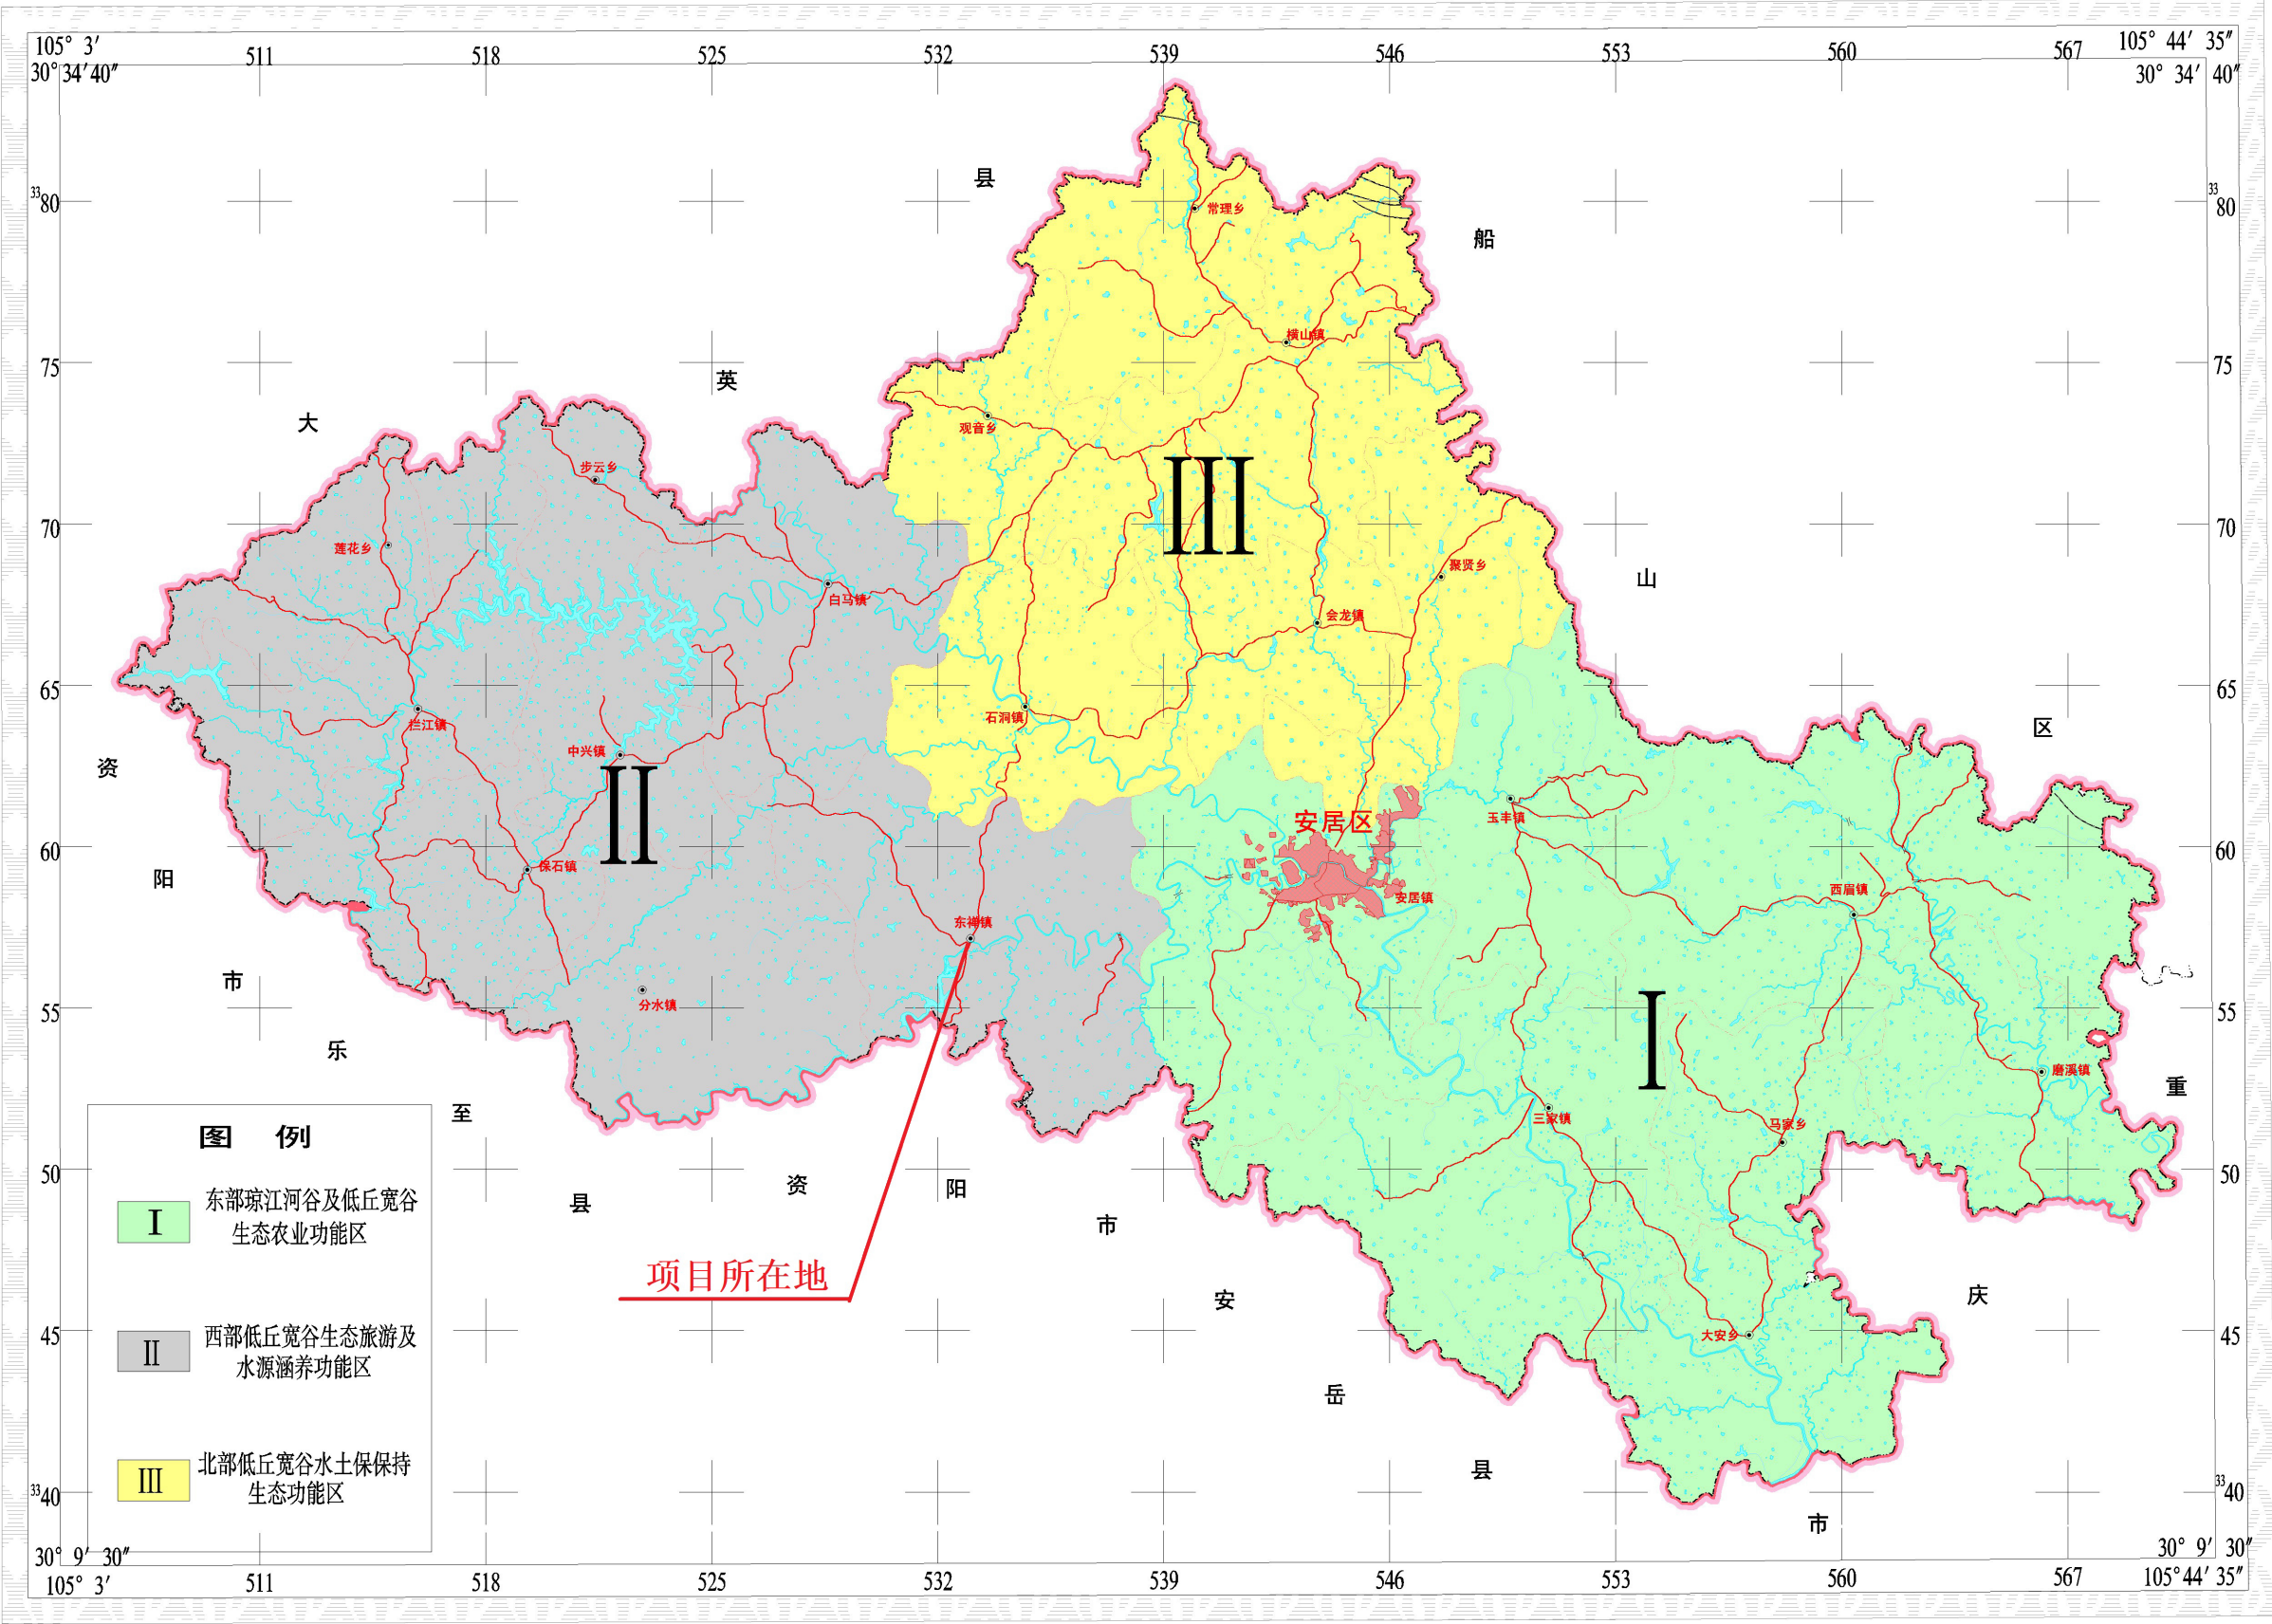 105° 3′
511
518
525
532
539
546
553
560
567
105° 44′ 35″
30° 34′ 40″
30° 34′ 40″
33
80
33
80
县
常理乡
船
横山镇
75
75
英
大
观音乡
步云乡
III
70
70
莲花乡
聚贤乡
山
白马镇
会龙镇
65
65
拦江镇
石洞镇
区
中兴镇
资
II
玉丰镇
安居区
60
60
保石镇
阳
西眉镇
安居镇
东禅镇
市
分水镇
55
55
I
乐
磨溪镇
重
至
三家镇
马家乡
图 例
50
50
资
阳
县
市
I
东部琼江河谷及低丘宽谷
生态农业功能区
项目所在地
安
庆
45
45
大安乡
II
西部低丘宽谷生态旅游及
水源涵养功能区
岳
III
北部低丘宽谷水土保保持
生态功能区
县
33
40
33
40
市
30° 9′ 30″
30° 9′ 30″
105° 3′
511
518
525
532
539
546
553
560
567
105°44′ 35″